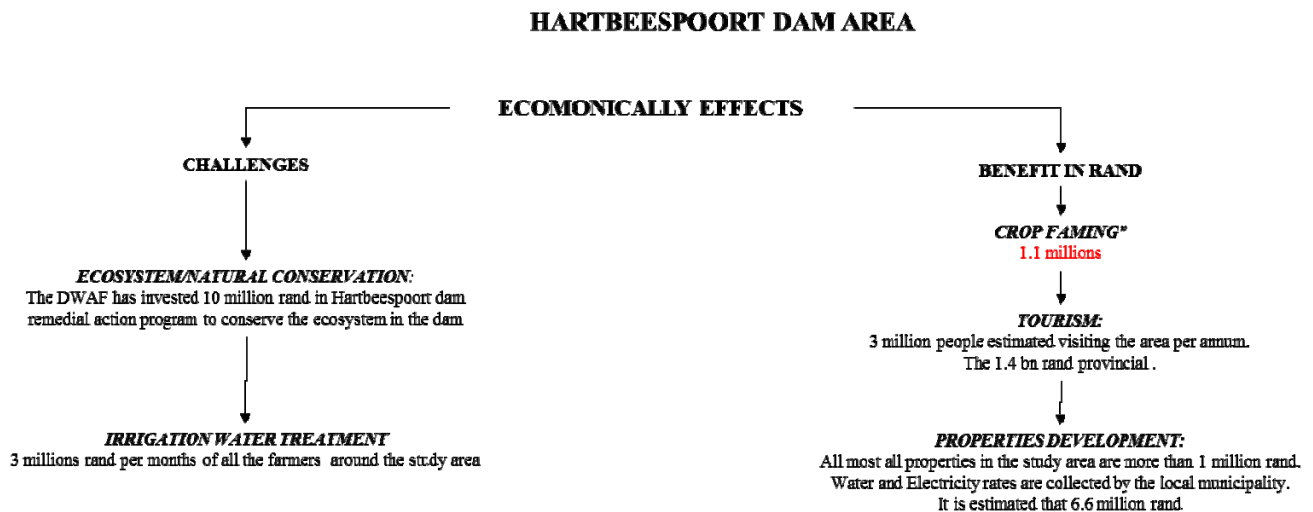 HARTBEESPOORT DAM AREA
ECOMONICALLY EFFECTS
CHALLENGES
ECOSYSTEM/NATURAL CONSERVATION:
The DWAF has invested 10 million rand in Hartbeespoort dam
remedial action program to conserve the ecosystem in the dam
IRRIGATION WATER TREATMENT
3 millions rand per months of all the farmers around the study area
BENEFIT IN RAND
CROP FAMING"
1.1 millions
TOURISM:
3 million people estimated visiting the area per annum.
The 1.4 bn rand provincial .
PROPERTIES DEVELOPMENT:
All most all properties in the study area are more than 1 million rand.
Water and Electricity rates are collected by the local municipality.
It is estimated that 6.6 million rand